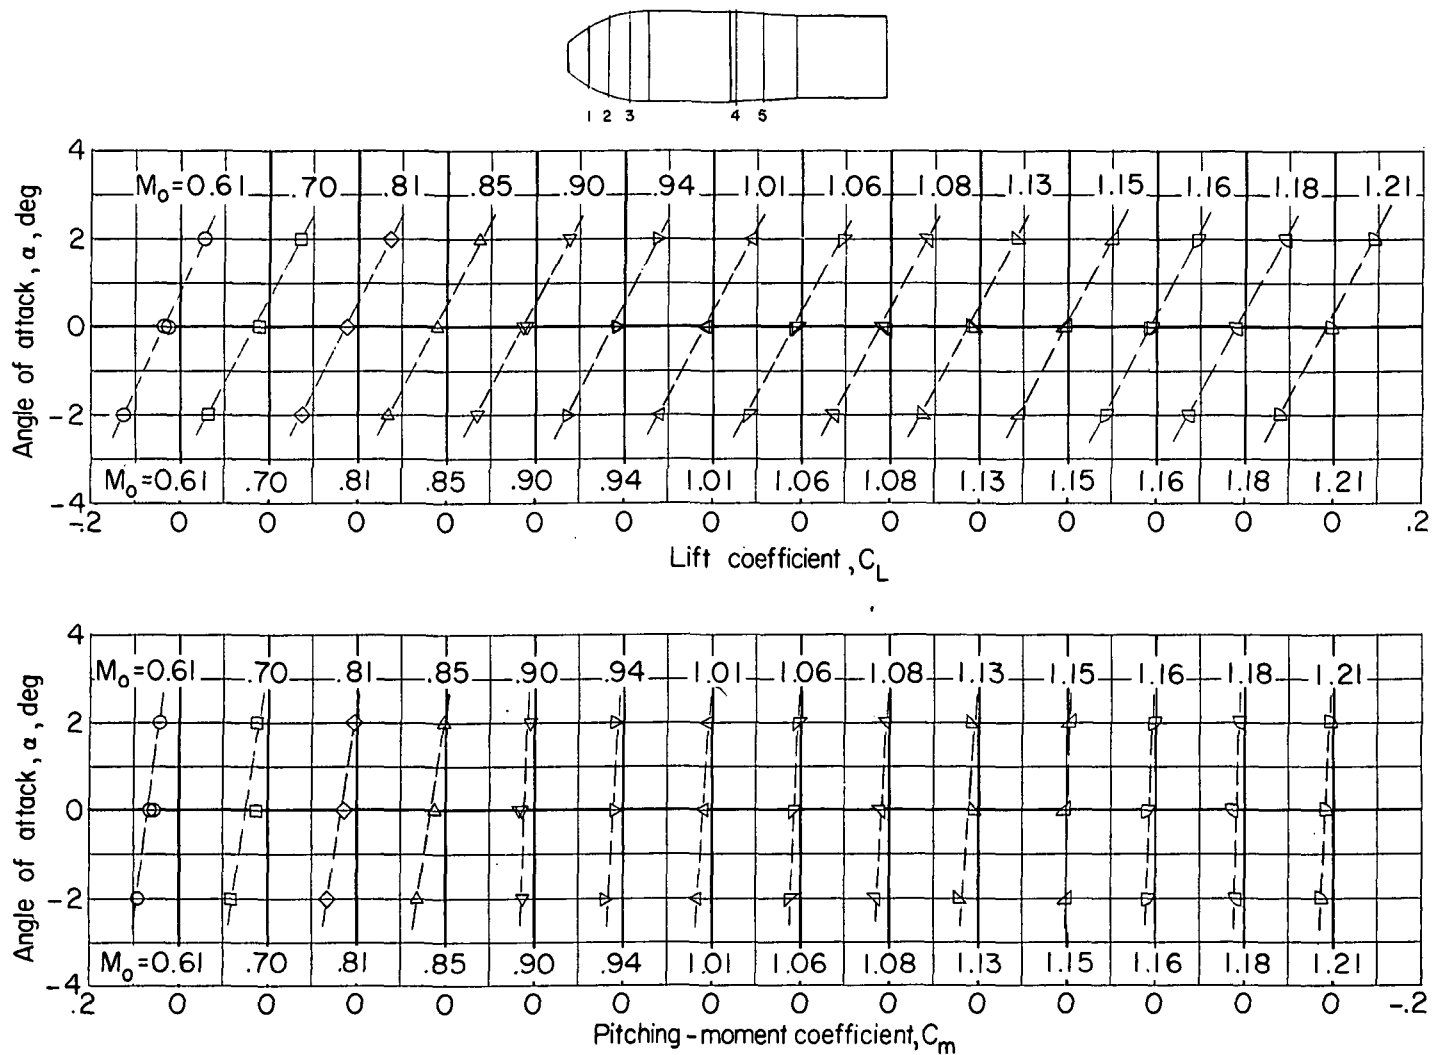 1 2 3 4 5
4
Mo=0.61 .70 .81 .85 .90 .94 1.01 1.06 1.08 1.13 1.15 1.16 1.18 1.21
2
0
-2
Mo=0.61 .70 .81 .85 .90 .94 1.01 1.06 1.08 1.13 1.15 1.16 1.18 1.21
-4
Angle of attack, α, deg
-.2 0 0 0 0 0 0 0 0 0 0 0 0 0 0 .2
Lift coefficient, CL
4
Mo=0.61 .70 .81 .85 .90 .94 1.01 1.06 1.08 1.13 1.15 1.16 1.18 1.21
2
0
-2
Mo=0.61 .70 .81 .85 .90 .94 1.01 1.06 1.08 1.13 1.15 1.16 1.18 1.21
-4
Angle of attack, α, deg
.2 0 0 0 0 0 0 0 0 0 0 0 0 0 0 -.2
Pitching-moment coefficient, Cm